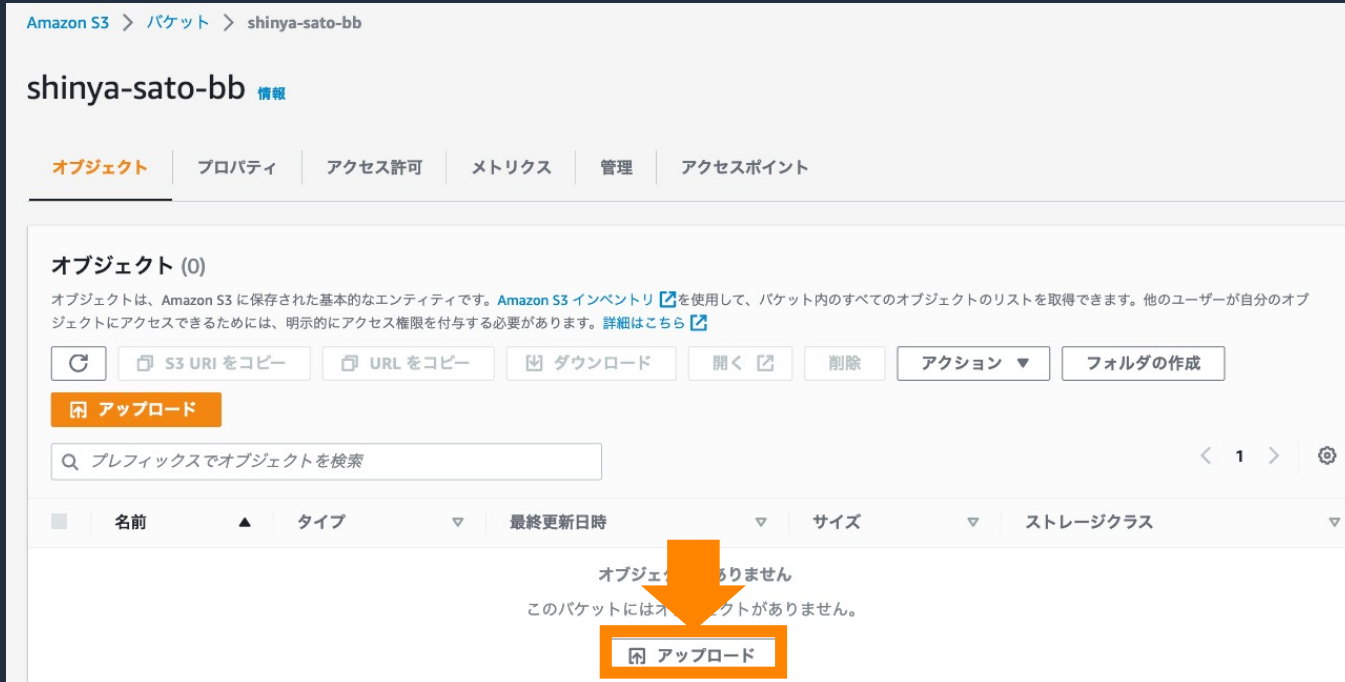 Amazon S3 > バケット > shinya-sato-bb
shinya-sato-bb 情報
オブジェクト プロパティ アクセス許可 メトリクス 管理 アクセスポイント
オブジェクト (0)
オブジェクトは、Amazon S3 に保存された基本的なエンティティです。Amazon S3 インベントリ を使用して、バケット内のすべてのオブジェクトのリストを取得できます。他のユーザーが自分のオブ
ジェクトにアクセスできるためには、明示的にアクセス権限を付与する必要があります。詳細はこちら
S3 URI をコピー URL をコピー ダウンロード 開く 削除 アクション ▼ フォルダの作成
アップロード
プレフィックスでオブジェクトを検索 < 1 >
名前 ▲ タイプ ▽ 最終更新日時 ▽ サイズ ▽ ストレージクラス ▽
オブジェ ありません
このバケットにはオ クトがありません。
アップロード